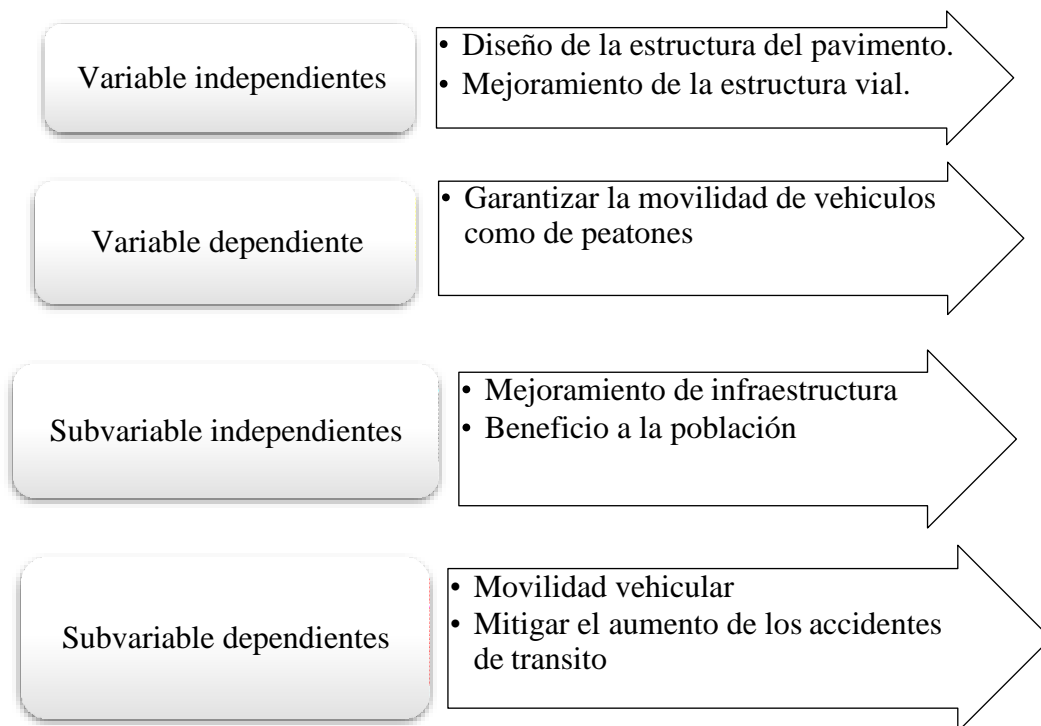 Variable independientes
• Diseño de la estructura del pavimento.
• Mejoramiento de la estructura vial.
Variable dependiente
• Garantizar la movilidad de vehiculos
como de peatones
Subvariable independientes
• Mejoramiento de infraestructura
• Beneficio a la población
Subvariable dependientes
• Movilidad vehicular
• Mitigar el aumento de los accidentes
de transito